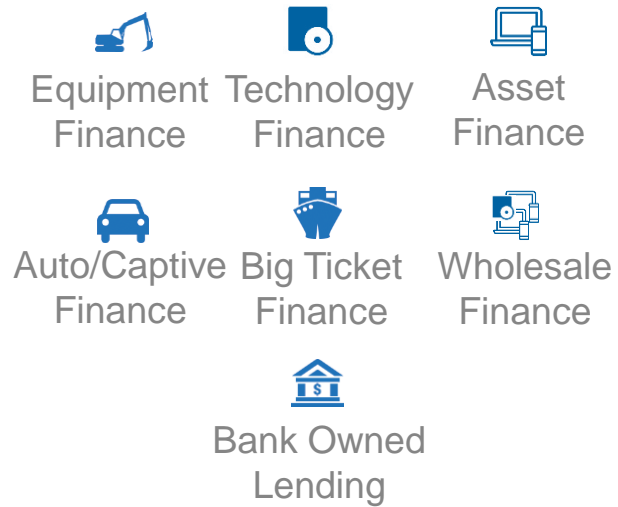 Equipment Finance
Technology Finance
Asset Finance
Auto/Captive Finance
Big Ticket Finance
Wholesale Finance
$
Bank Owned
Lending